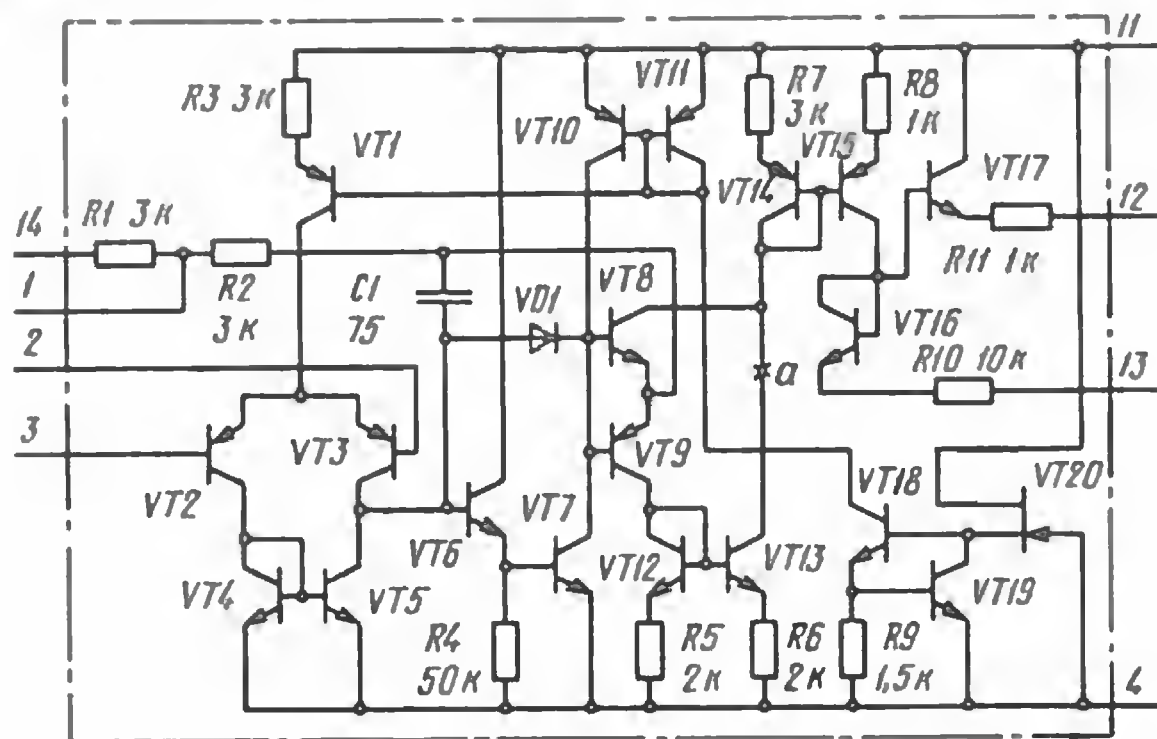 11
R3 3к
VT11
R7
3к
R8
1к
VT10
VT1
VT15
VT14
VT17
14
R1 3к
12
1
R2
3к
C1
75
VD1
VT8
R11 1к
2
VT16
а
R10 10к
13
3
VT3
VT9
VT2
VT18
VT20
VT7
VT6
VT12
VT13
VT4
VT5
VT19
R4
50к
R5
2к
R6
2к
R9
1,5к
4